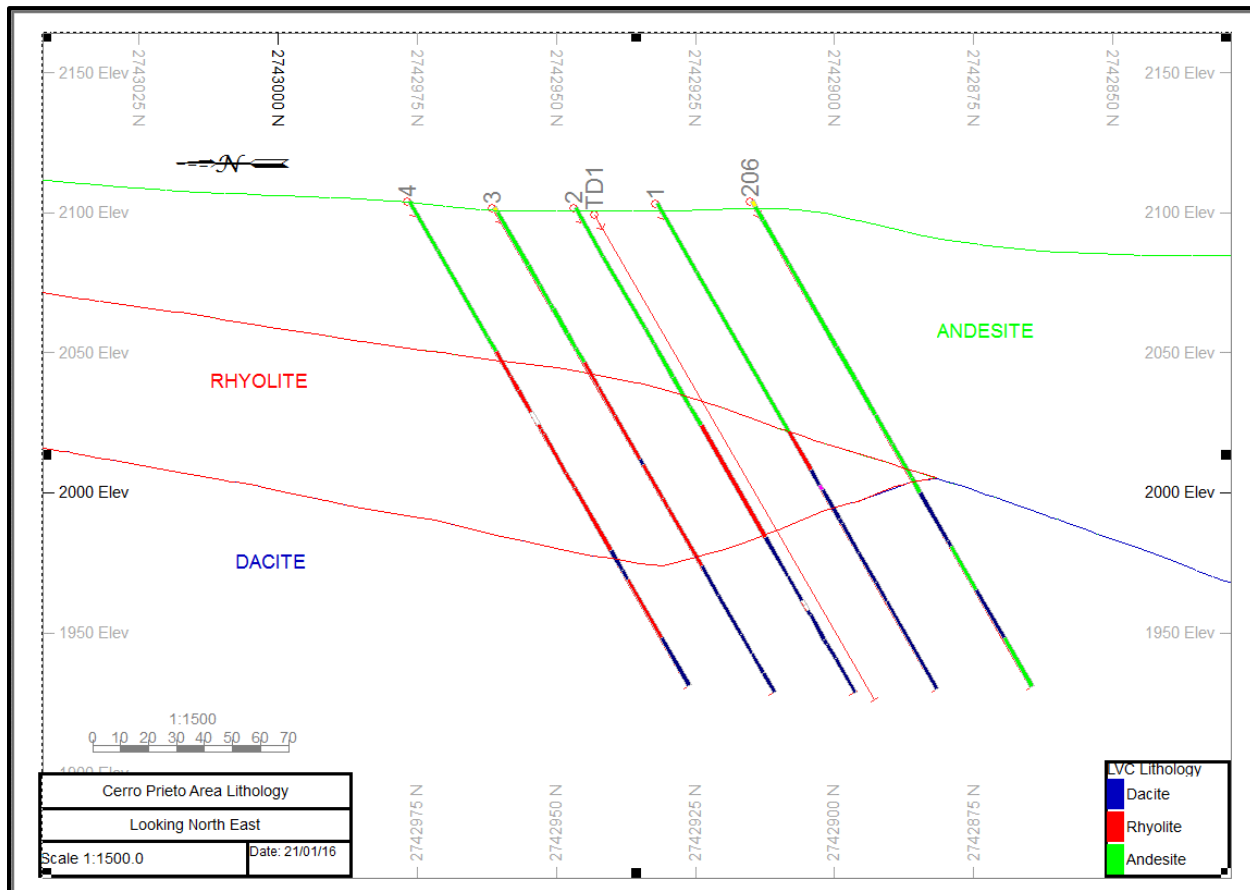 2743025 N
2743000 N
2742975 N
2742950 N
2742925 N
2742900 N
2742875 N
2742850 N
2150 Elev
2150 Elev
N
4
3
2
TD1
1
206
2100 Elev
2100 Elev
ANDESITE
2050 Elev
2050 Elev
RHYOLITE
2000 Elev
2000 Elev
DACITE
1950 Elev
1950 Elev
1:1500
0 10 20 30 40 50 60 70
1900 Elev
2742975 N
2742950 N
2742925 N
2742900 N
2742875 N
Cerro Prieto Area Lithology
Looking North East
Scale 1:1500.0
Date: 21/01/16
LVC Lithology
Dacite
Rhyolite
Andesite